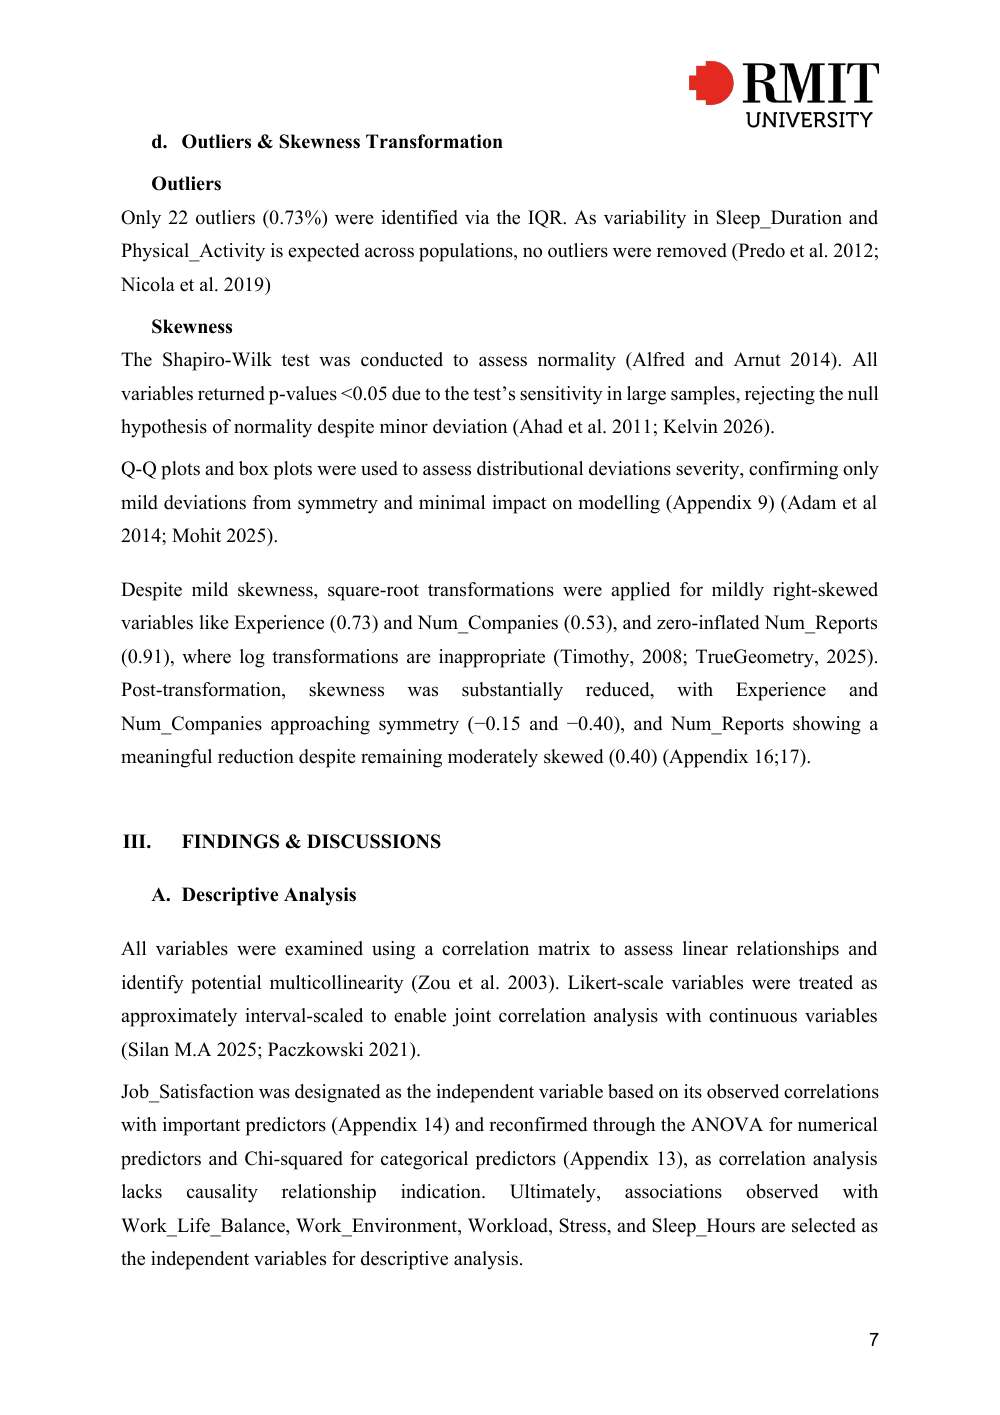 RMIT
UNIVERSITY
d. Outliers & Skewness Transformation
Outliers
Only 22 outliers (0.73%) were identified via the IQR. As variability in Sleep_Duration and
Physical_Activity is expected across populations, no outliers were removed (Predo et al. 2012;
Nicola et al. 2019)
Skewness
The Shapiro-Wilk test was conducted to assess normality (Alfred and Arnut 2014). All
variables returned p-values <0.05 due to the test’s sensitivity in large samples, rejecting the null
hypothesis of normality despite minor deviation (Ahad et al. 2011; Kelvin 2026).
Q-Q plots and box plots were used to assess distributional deviations severity, confirming only
mild deviations from symmetry and minimal impact on modelling (Appendix 9) (Adam et al
2014; Mohit 2025).
Despite mild skewness, square-root transformations were applied for mildly right-skewed
variables like Experience (0.73) and Num_Companies (0.53), and zero-inflated Num_Reports
(0.91), where log transformations are inappropriate (Timothy, 2008; TrueGeometry, 2025).
Post-transformation, skewness was substantially reduced, with Experience and
Num_Companies approaching symmetry (−0.15 and −0.40), and Num_Reports showing a
meaningful reduction despite remaining moderately skewed (0.40) (Appendix 16;17).
III. FINDINGS & DISCUSSIONS
A. Descriptive Analysis
All variables were examined using a correlation matrix to assess linear relationships and
identify potential multicollinearity (Zou et al. 2003). Likert-scale variables were treated as
approximately interval-scaled to enable joint correlation analysis with continuous variables
(Silan M.A 2025; Paczkowski 2021).
Job_Satisfaction was designated as the independent variable based on its observed correlations
with important predictors (Appendix 14) and reconfirmed through the ANOVA for numerical
predictors and Chi-squared for categorical predictors (Appendix 13), as correlation analysis
lacks causality relationship indication. Ultimately, associations observed with
Work_Life_Balance, Work_Environment, Workload, Stress, and Sleep_Hours are selected as
the independent variables for descriptive analysis.
7